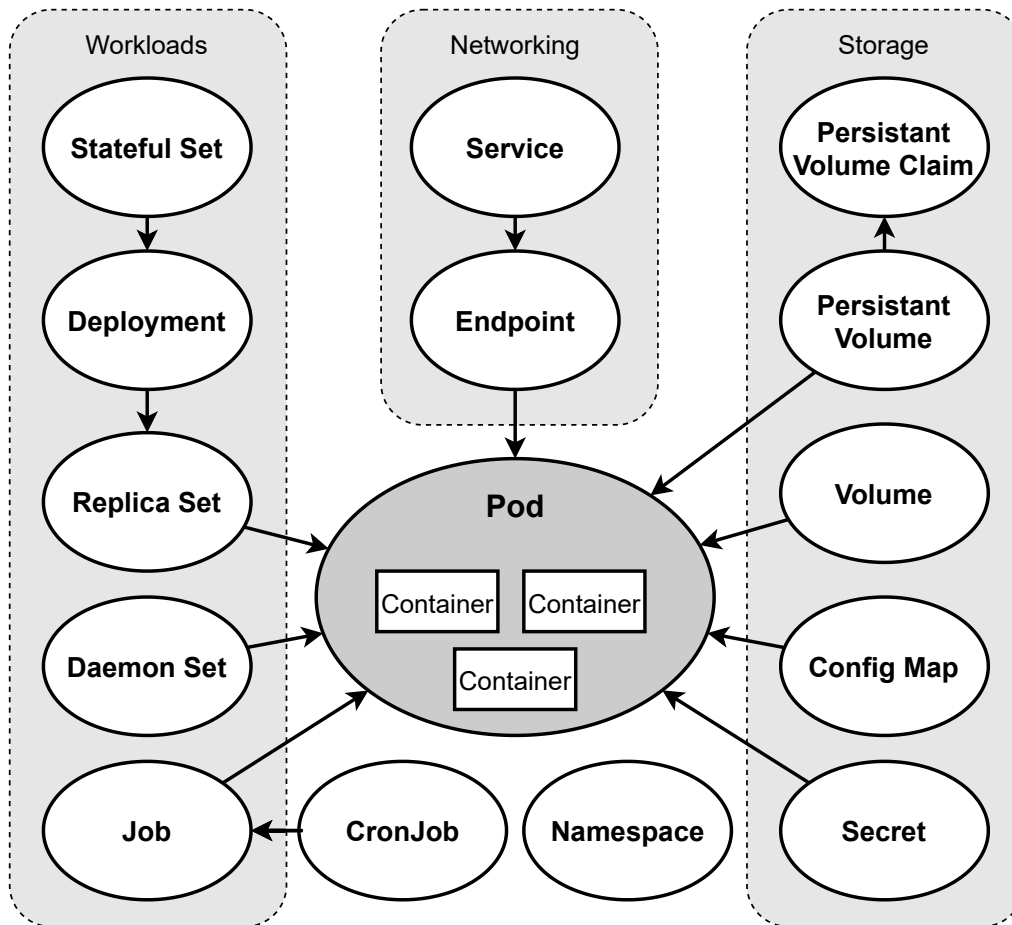 Workloads
Networking
Storage
Stateful Set
Service
Persistant
Volume Claim
Deployment
Endpoint
Persistant
Volume
Replica Set
Pod
Volume
Container
Container
Daemon Set
Container
Config Map
Job
CronJob
Namespace
Secret